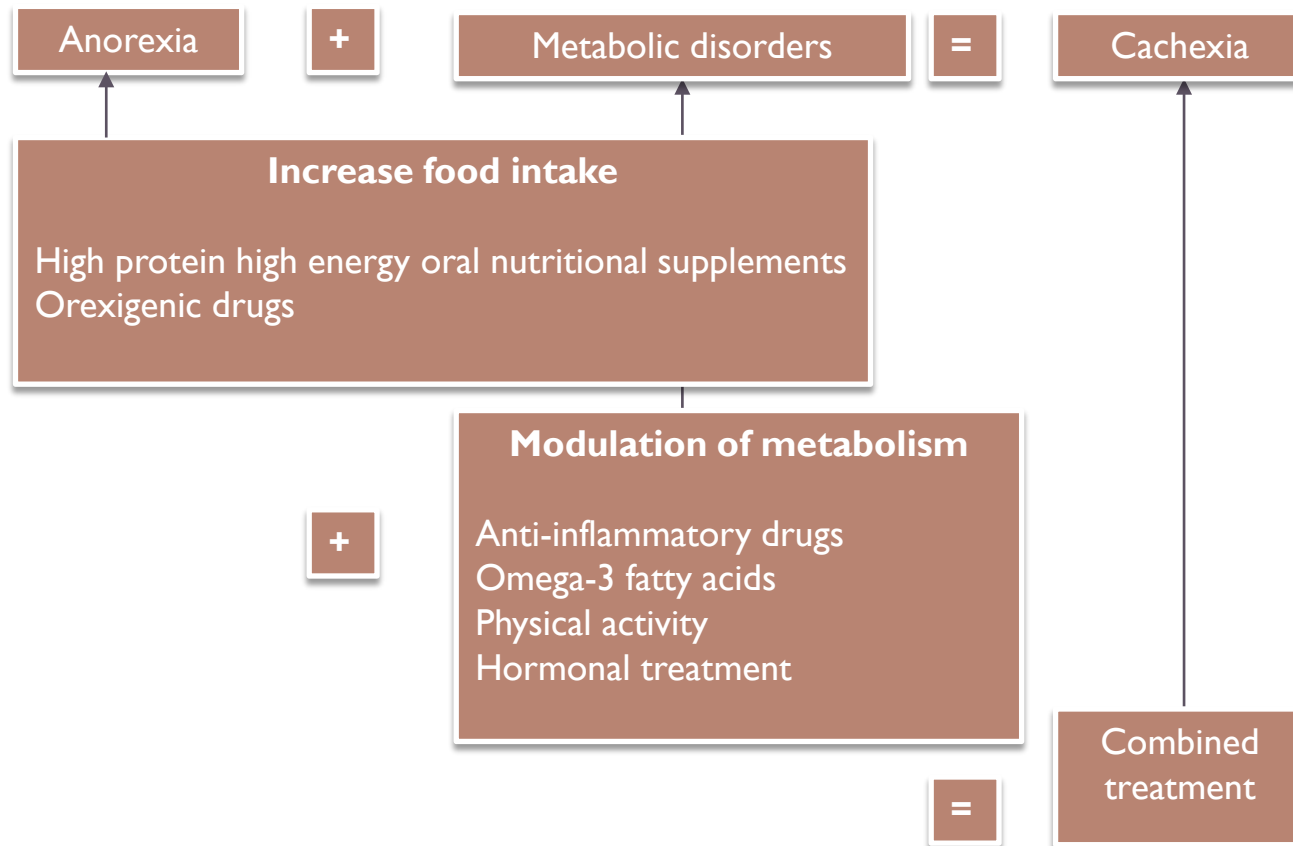 Anorexia + Metabolic disorders = Cachexia
Increase food intake
High protein high energy oral nutritional supplements
Orexigenic drugs
Modulation of metabolism
+
Anti-inflammatory drugs
Omega-3 fatty acids
Physical activity
Hormonal treatment
=
Combined
treatment